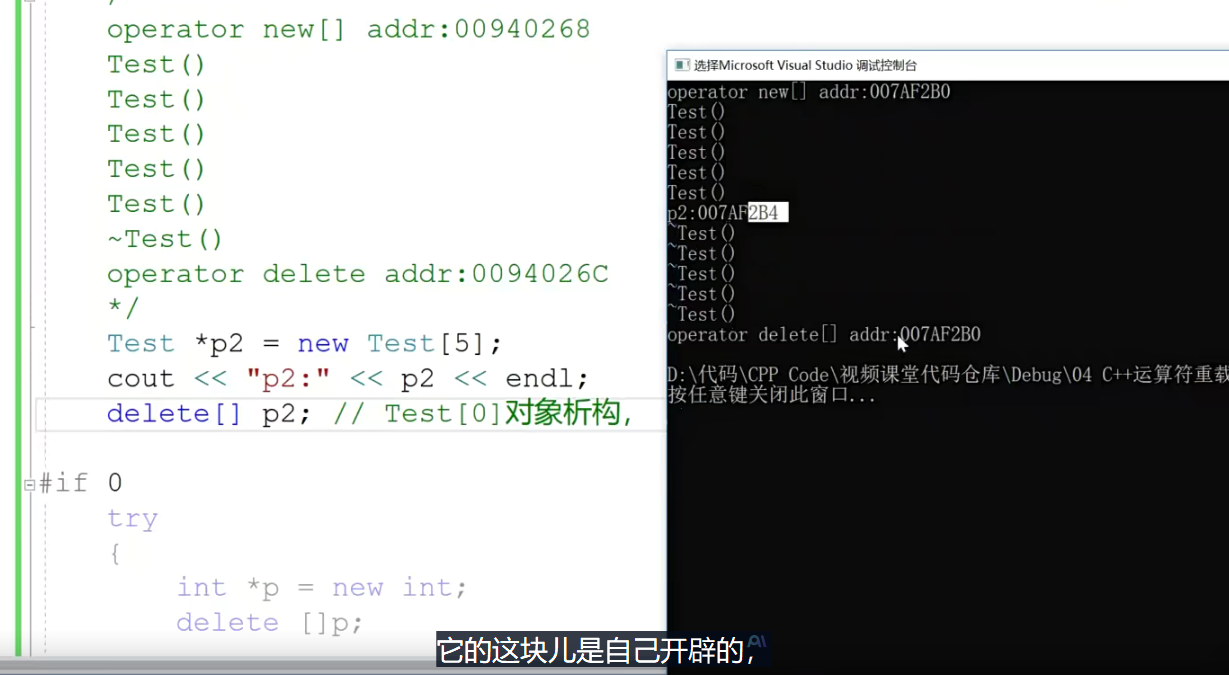 operator new[] addr:00940268
Test()
Test()
Test()
Test()
Test()
~Test()
operator delete addr:0094026C
*/
Test *p2 = new Test[5];
cout << "p2:" << p2 << endl;
delete[] p2; // Test[0]对象析构,
#if 0
try
{
int *p = new int;
delete []p;
选择Microsoft Visual Studio 调试控制台
operator new[] addr:007AF2B0
Test()
Test()
Test()
Test()
Test()
p2:007AF2B4
~Test()
~Test()
~Test()
~Test()
~Test()
operator delete[] addr:007AF2B0
D:\代码\CPP Code\视频课堂代码仓库\Debug\04 C++运算符重载
按任意键关闭此窗口...
它的这块儿是自己开辟的,
AI